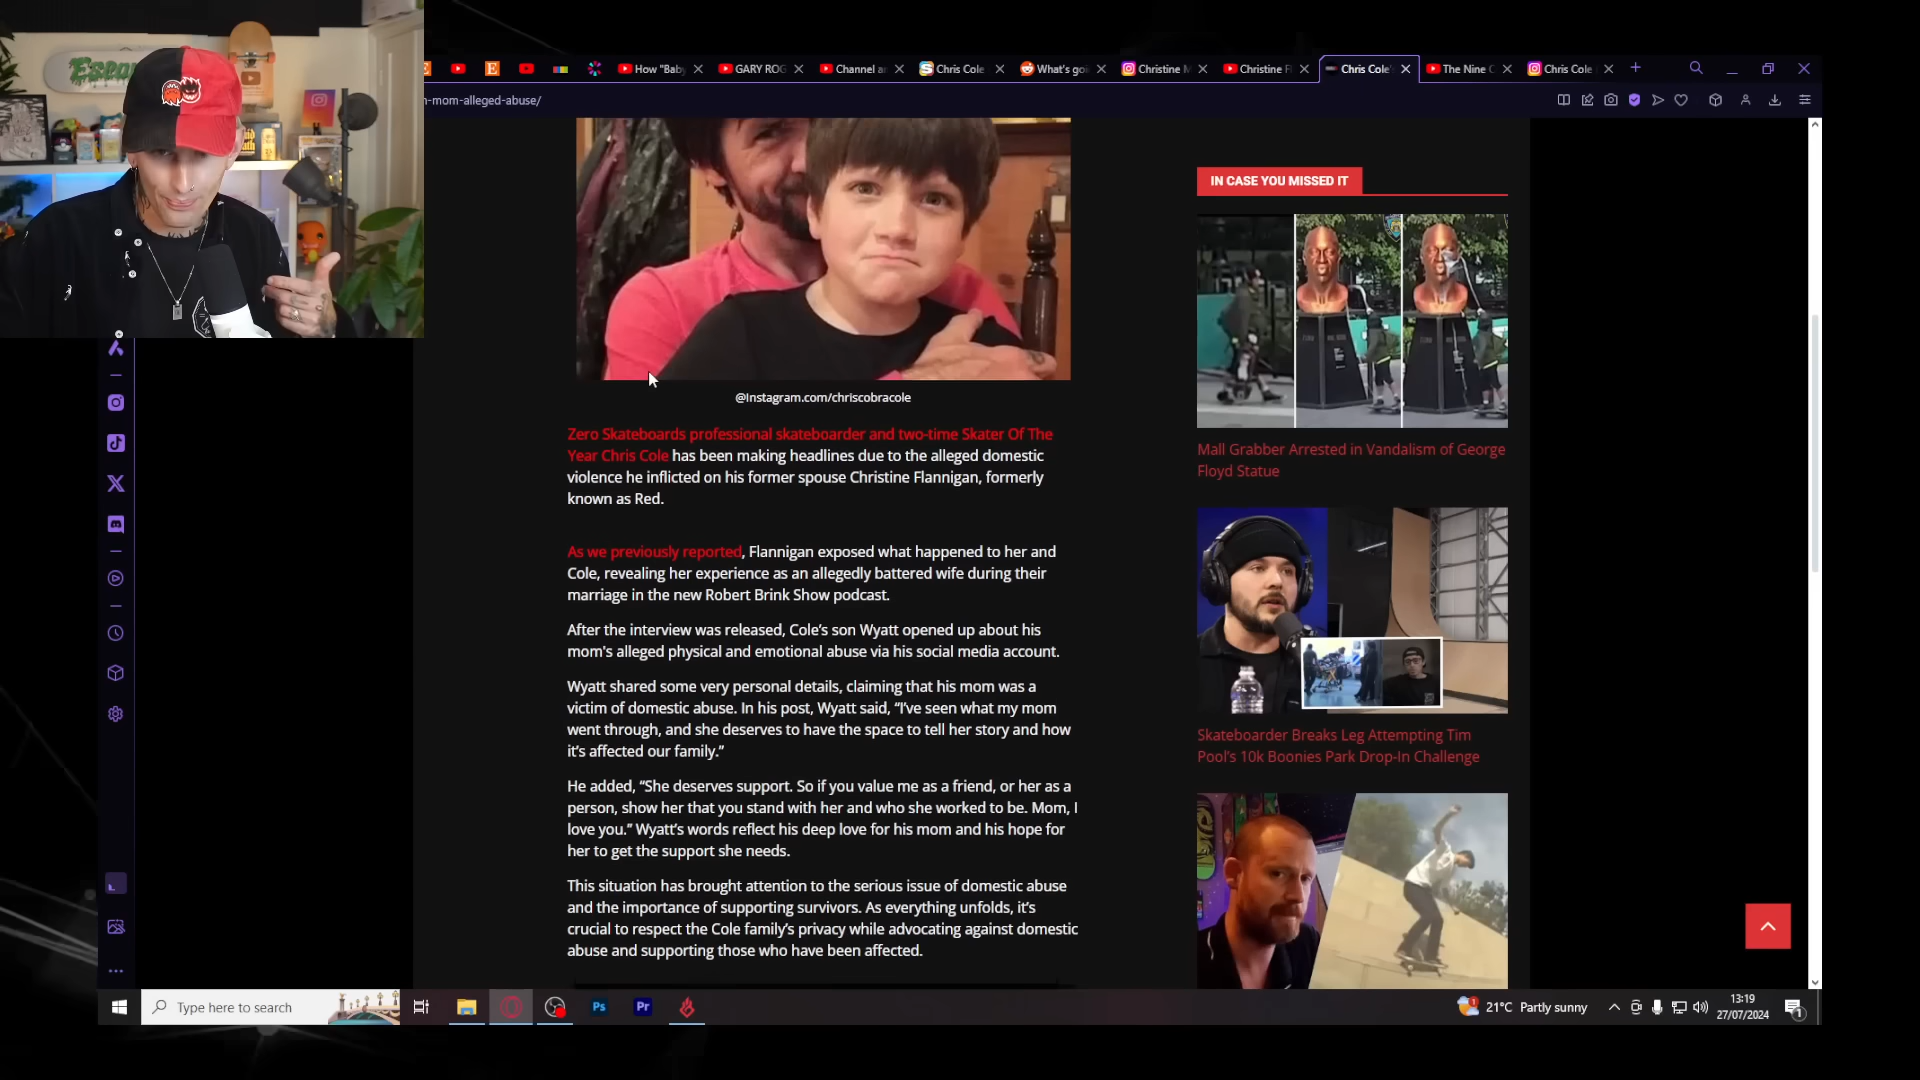 How "Baby
GARY ROG
Channel a
Chris Cole
What's goi
Christine M
Christine F
Chris Cole'
The Nine C
Chris Cole
n-mom-alleged-abuse/
@Instagram.com/chriscobracole
Zero Skateboards professional skateboarder and two-time Skater Of The
Year Chris Cole has been making headlines due to the alleged domestic
violence he inflicted on his former spouse Christine Flannigan, formerly
known as Red.
As we previously reported, Flannigan exposed what happened to her and
Cole, revealing her experience as an allegedly battered wife during their
marriage in the new Robert Brink Show podcast.
After the interview was released, Cole's son Wyatt opened up about his
mom's alleged physical and emotional abuse via his social media account.
Wyatt shared some very personal details, claiming that his mom was a
victim of domestic abuse. In his post, Wyatt said, "I've seen what my mom
went through, and she deserves to have the space to tell her story and how
it's affected our family."
He added, "She deserves support. So if you value me as a friend, or her as a
person, show her that you stand with her and who she worked to be. Mom, I
love you." Wyatt's words reflect his deep love for his mom and his hope for
her to get the support she needs.
This situation has brought attention to the serious issue of domestic abuse
and the importance of supporting survivors. As everything unfolds, it's
crucial to respect the Cole family's privacy while advocating against domestic
abuse and supporting those who have been affected.
IN CASE YOU MISSED IT
Mall Grabber Arrested in Vandalism of George
Floyd Statue
Skateboarder Breaks Leg Attempting Tim
Pool's 10k Boonies Park Drop-In Challenge
Type here to search
Ps
Pr
21°C Partly sunny
13:19
27/07/2024
1